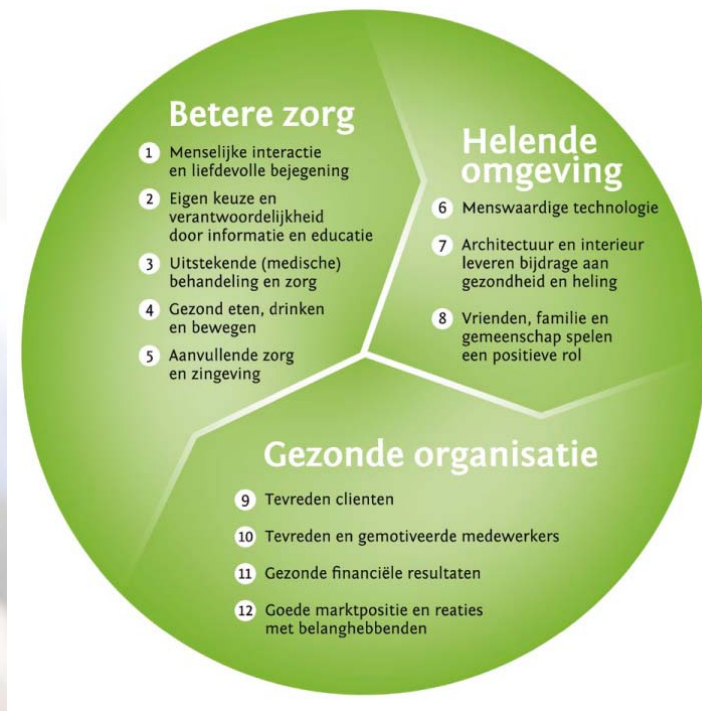 Betere zorg
1 Menselijke interactie
en liefdevolle bejegening
2 Eigen keuze en
verantwoordelijkheid
door informatie en educatie
3 Uitstekende (medische)
behandeling en zorg
4 Gezond eten, drinken
en bewegen
5 Aanvullende zorg
en zingeving
Helende
omgeving
6 Menswaardige technologie
7 Architectuur en interieur
leveren bijdrage aan
gezondheid en heling
8 Vrienden, familie en
gemeenschap spelen
een positieve rol
Gezonde organisatie
9 Tevreden clienten
10 Tevreden en gemotiveerde medewerkers
11 Gezonde financiële resultaten
12 Goede marktpositie en reaties
met belanghebbenden